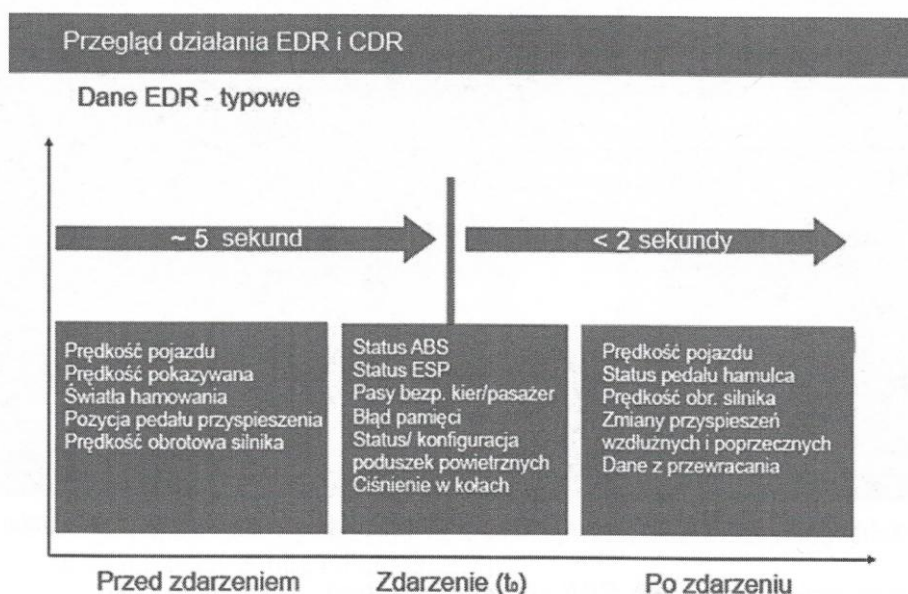 Przegląd działania EDR i CDR
Dane EDR - typowe
~ 5 sekund
< 2 sekundy
Prędkość pojazdu
Prędkość pokazywana
Światła hamowania
Pozycja pedału przyspieszenia
Prędkość obrotowa silnika
Status ABS
Status ESP
Pasy bezp. kier/pasażer
Błąd pamięci
Status/ konfiguracja
poduszek powietrznych
Ciśnienie w kołach
Prędkość pojazdu
Status pedału hamulca
Prędkość obr. silnika
Zmiany przyspieszeń
wzdłużnych i poprzecznych
Dane z przewracania
Przed zdarzeniem
Zdarzenie (t₀)
Po zdarzeniu